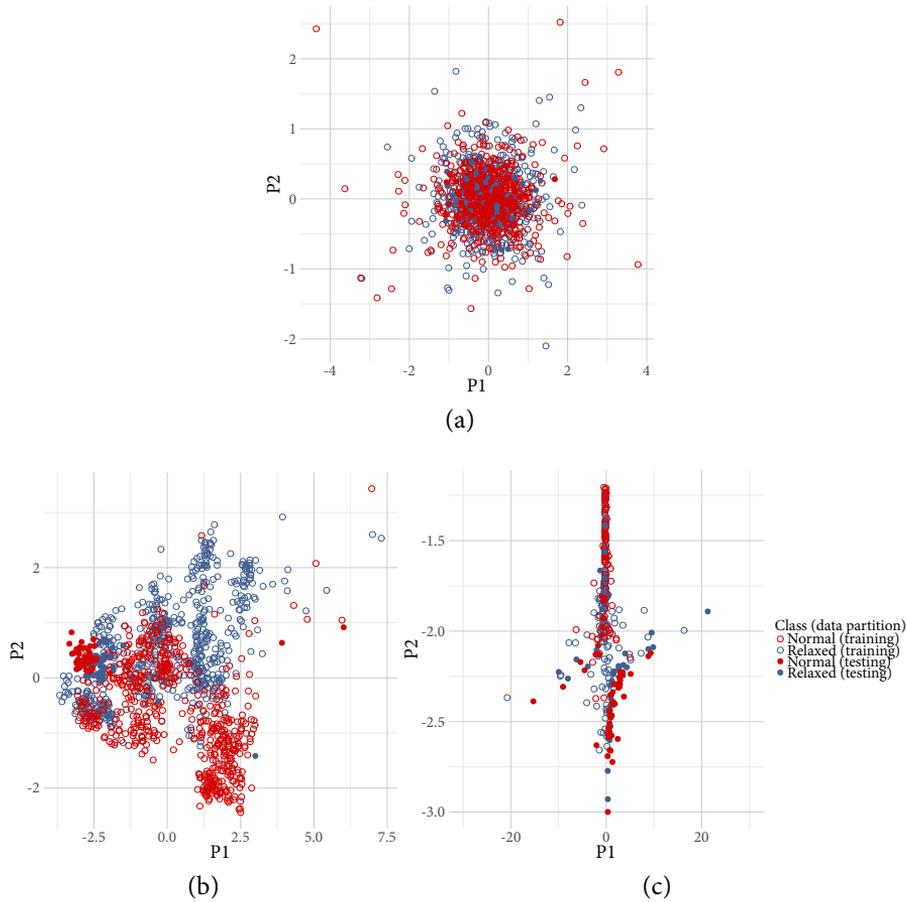 2
1
0
-1
-2
P2
-4
-2
0
2
4
P1
(a)
2
0
-2
P2
-2.5
0.0
2.5
5.0
7.5
P1
(b)
-1.5
-2.0
-2.5
-3.0
P2
-20
0
20
P1
(c)
Class (data partition)
Normal (training)
Relaxed (training)
Normal (testing)
Relaxed (testing)